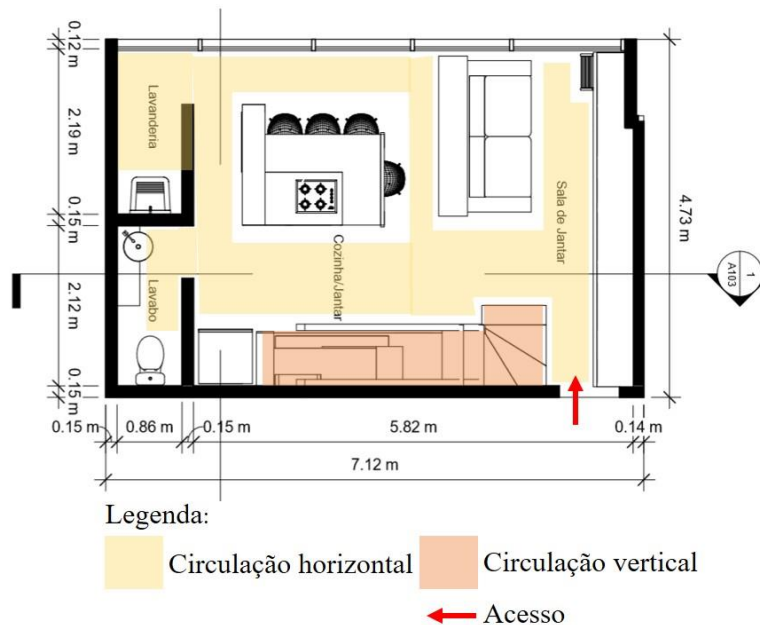 0.12 m
2.19 m
0.15 m
2.12 m
0.15 m
Lavanderia
Lavabo
Cozinha/Jantar
Sala de Jantar
4.73 m
1
A103
0.15 m
0.86 m
0.15 m
5.82 m
0.14 m
7.12 m
Legenda:
Circulação horizontal
Circulação vertical
Acesso